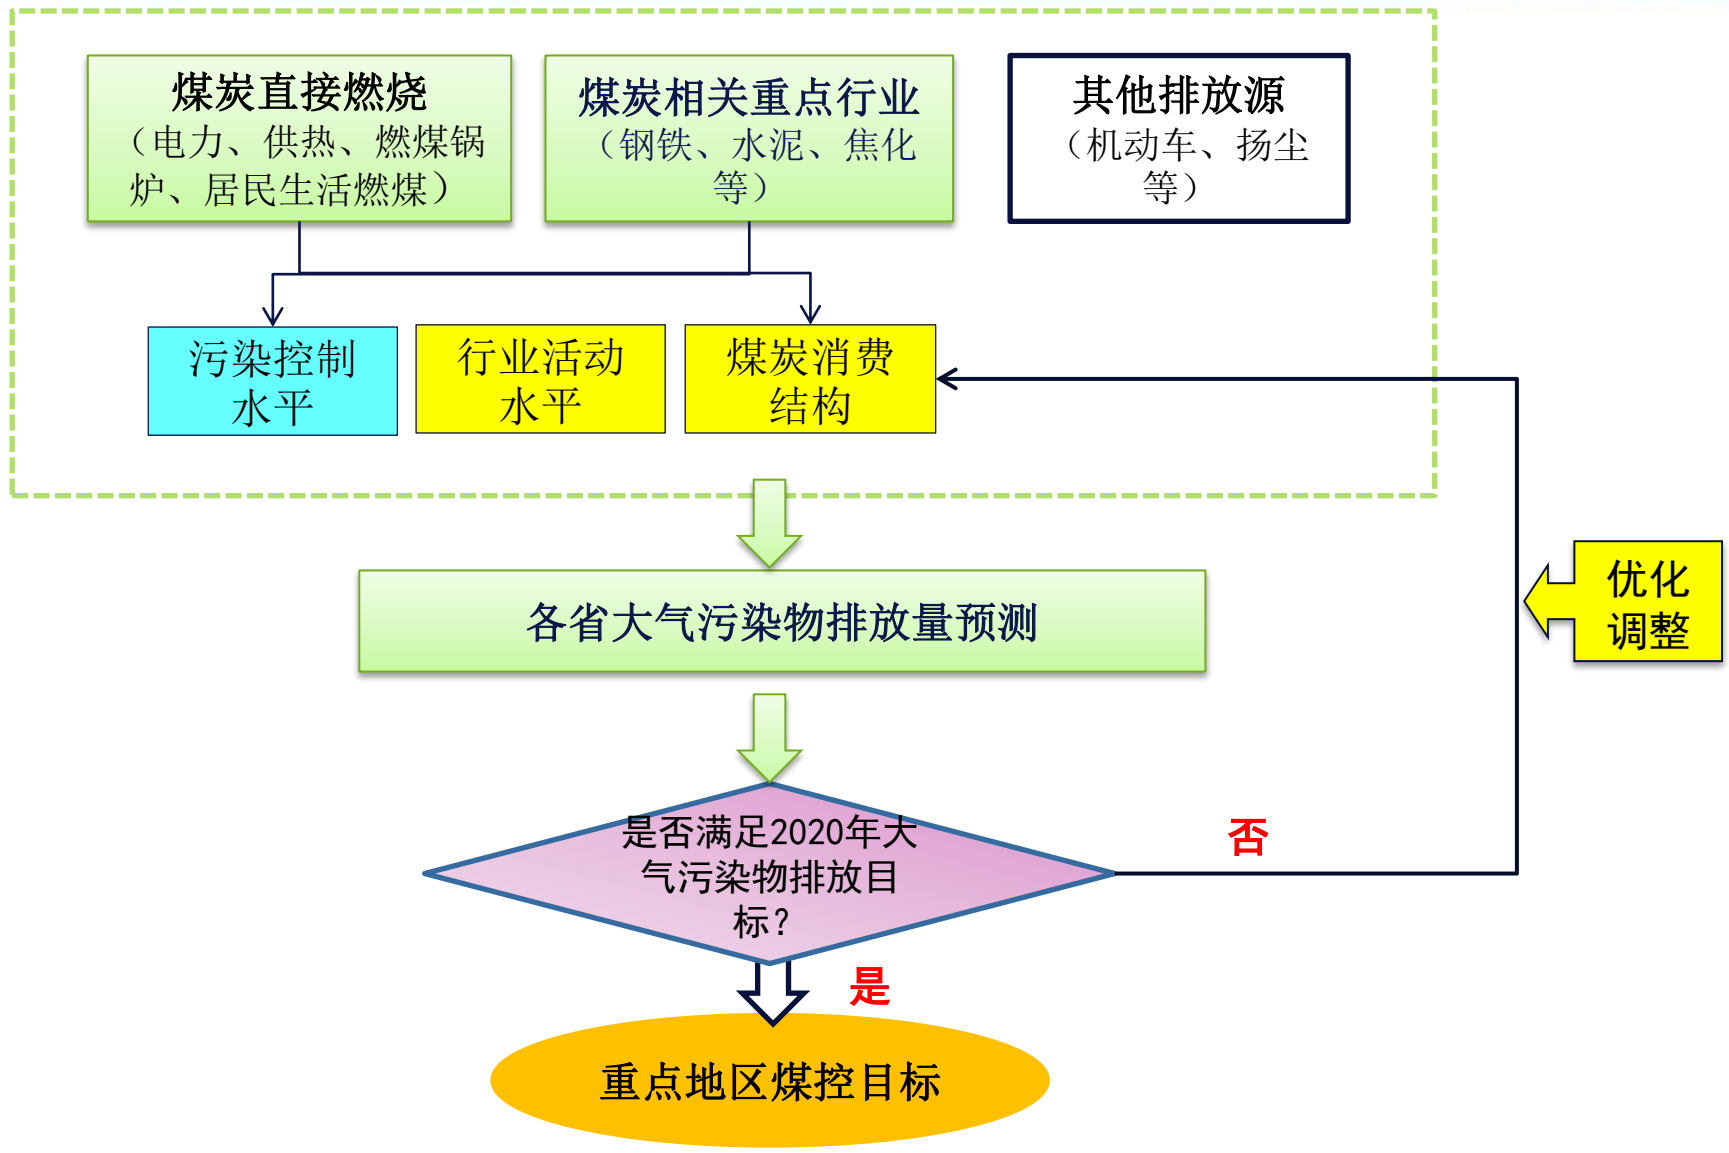 煤炭直接燃烧
（电力、供热、燃煤锅
炉、居民生活燃煤）
煤炭相关重点行业
（钢铁、水泥、焦化
等）
其他排放源
（机动车、扬尘
等）
污染控制
水平
行业活动
水平
煤炭消费
结构
各省大气污染物排放量预测
优化
调整
是否满足2020年大
气污染物排放目
标?
否
是
重点地区煤控目标